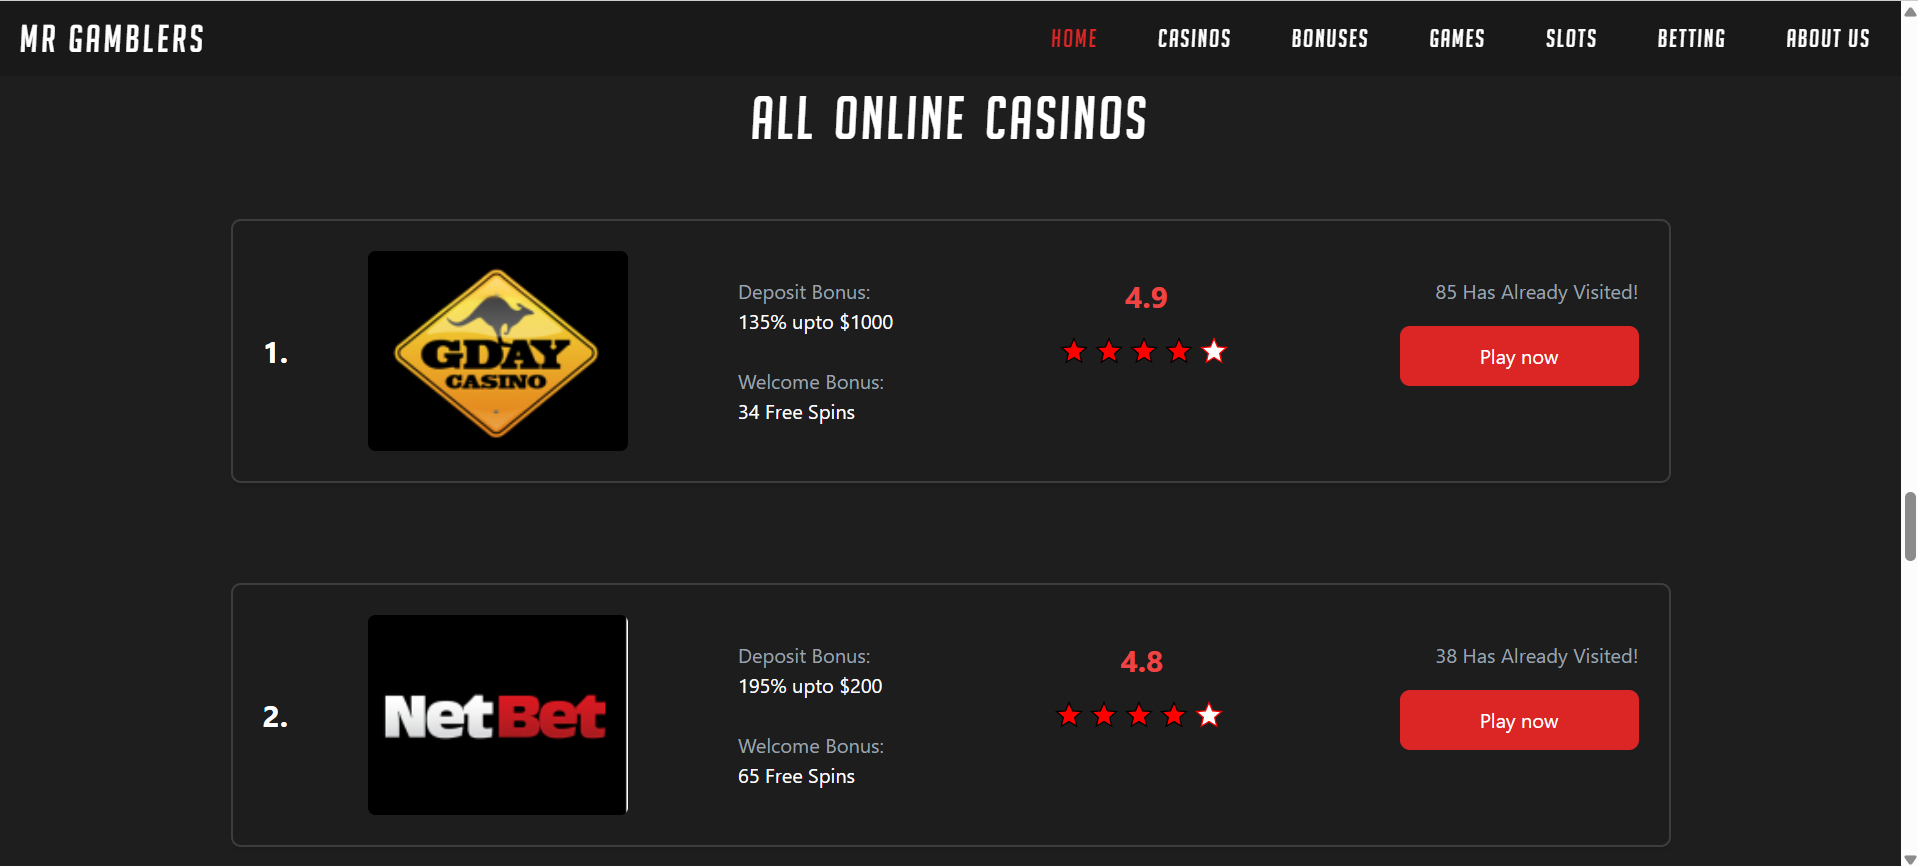 MR GAMBLERS
HOME CASINOS BONUSES GAMES SLOTS BETTING ABOUT US
ALL ONLINE CASINOS
1.
GDAY
CASINO
Deposit Bonus:
135% upto $1000
Welcome Bonus:
34 Free Spins
4.9
85 Has Already Visited!
Play now
2.
NetBet
Deposit Bonus:
195% upto $200
Welcome Bonus:
65 Free Spins
4.8
38 Has Already Visited!
Play now